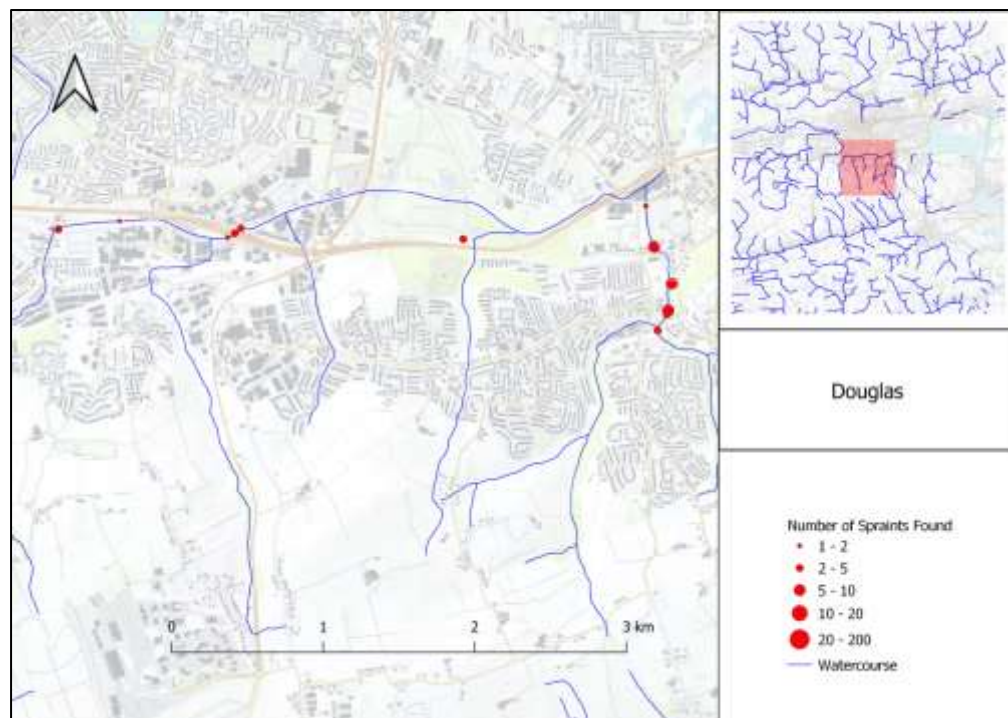 Douglas
Number of Spraints Found
1 - 2
2 - 5
5 - 10
10 - 20
20 - 200
Watercourse
0 1 2 3 km